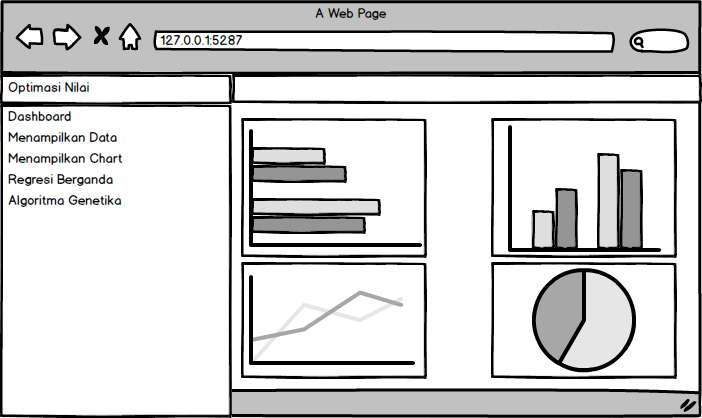 A Web Page
127.0.0.1:5287
Optimasi Nilai
Dashboard
Menampilkan Data
Menampilkan Chart
Regresi Berganda
Algoritma Genetika